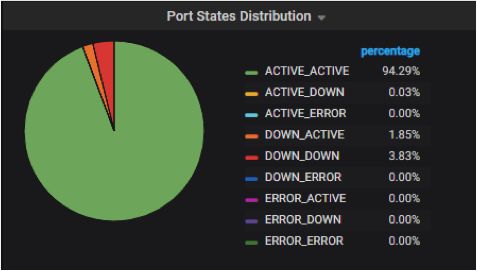 Port States Distribution
percentage
ACTIVE_ACTIVE 94.29%
ACTIVE_DOWN 0.03%
ACTIVE_ERROR 0.00%
DOWN_ACTIVE 1.85%
DOWN_DOWN 3.83%
DOWN_ERROR 0.00%
ERROR_ACTIVE 0.00%
ERROR_DOWN 0.00%
ERROR_ERROR 0.00%